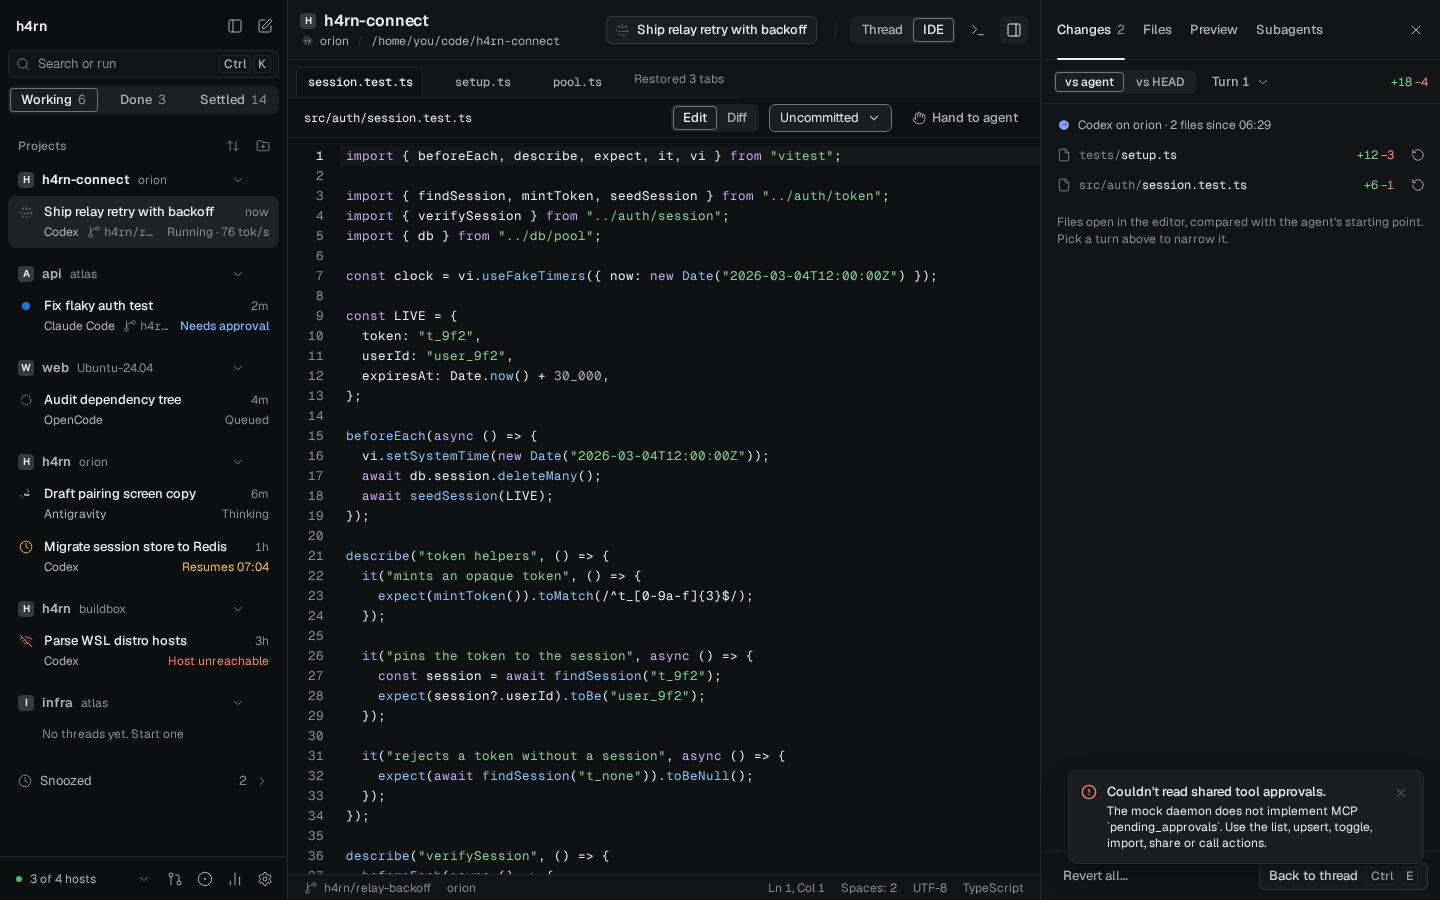 h4rn
Search or run Ctrl K
Working 6 Done 3 Settled 14
Projects
H h4rn-connect orion
Ship relay retry with backoff now
Codex h4rn/r… Running · 76 tok/s
A api atlas
Fix flaky auth test 2m
Claude Code h4r… Needs approval
W web Ubuntu-24.04
Audit dependency tree 4m
OpenCode Queued
H h4rn orion
Draft pairing screen copy 6m
Antigravity Thinking
Migrate session store to Redis 1h
Codex Resumes 07:04
H h4rn buildbox
Parse WSL distro hosts 3h
Codex Host unreachable
I infra atlas
No threads yet. Start one
Snoozed 2
3 of 4 hosts
H h4rn-connect
orion / /home/you/code/h4rn-connect
Ship relay retry with backoff
Thread IDE
session.test.ts setup.ts pool.ts Restored 3 tabs
src/auth/session.test.ts Edit Diff Uncommitted Hand to agent
1 import { beforeEach, describe, expect, it, vi } from "vitest";
2
3 import { findSession, mintToken, seedSession } from "../auth/token";
4 import { verifySession } from "../auth/session";
5 import { db } from "../db/pool";
6
7 const clock = vi.useFakeTimers({ now: new Date("2026-03-04T12:00:00Z") });
8
9 const LIVE = {
10 token: "t_9f2",
11 userId: "user_9f2",
12 expiresAt: Date.now() + 30_000,
13 };
14
15 beforeEach(async () => {
16 vi.setSystemTime(new Date("2026-03-04T12:00:00Z"));
17 await db.session.deleteMany();
18 await seedSession(LIVE);
19 });
20
21 describe("token helpers", () => {
22 it("mints an opaque token", () => {
23 expect(mintToken()).toMatch(/^t_[0-9a-f]{3}$/);
24 });
25
26 it("pins the token to the session", async () => {
27 const session = await findSession("t_9f2");
28 expect(session?.userId).toBe("user_9f2");
29 });
30
31 it("rejects a token without a session", async () => {
32 expect(await findSession("t_none")).toBeNull();
33 });
34 });
35
36 describe("verifySession", () => {
37 beforeEach(async () => {
h4rn/relay-backoff orion Ln 1, Col 1 Spaces: 2 UTF-8 TypeScript
Changes 2 Files Preview Subagents
vs agent vs HEAD Turn 1 +18 −4
Codex on orion · 2 files since 06:29
tests/setup.ts +12 −3
src/auth/session.test.ts +6 −1
Files open in the editor, compared with the agent's starting point.
Pick a turn above to narrow it.
Couldn't read shared tool approvals.
The mock daemon does not implement MCP
`pending_approvals`. Use the list, upsert, toggle,
import, share or call actions.
Revert all… Back to thread Ctrl E